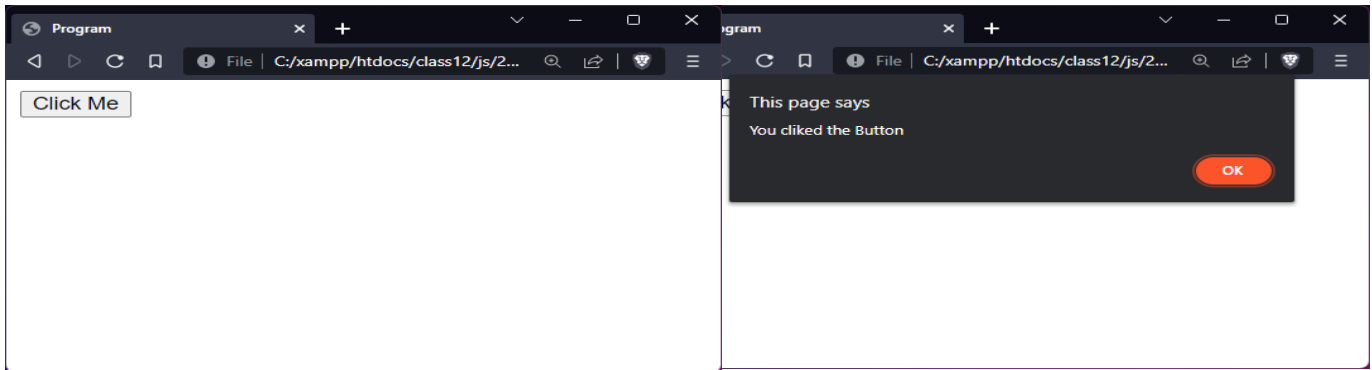 Program
File C:/xampp/htdocs/class12/js/2...
Click Me
ogram
File C:/xampp/htdocs/class12/js/2...
k
This page says
You cliked the Button
OK